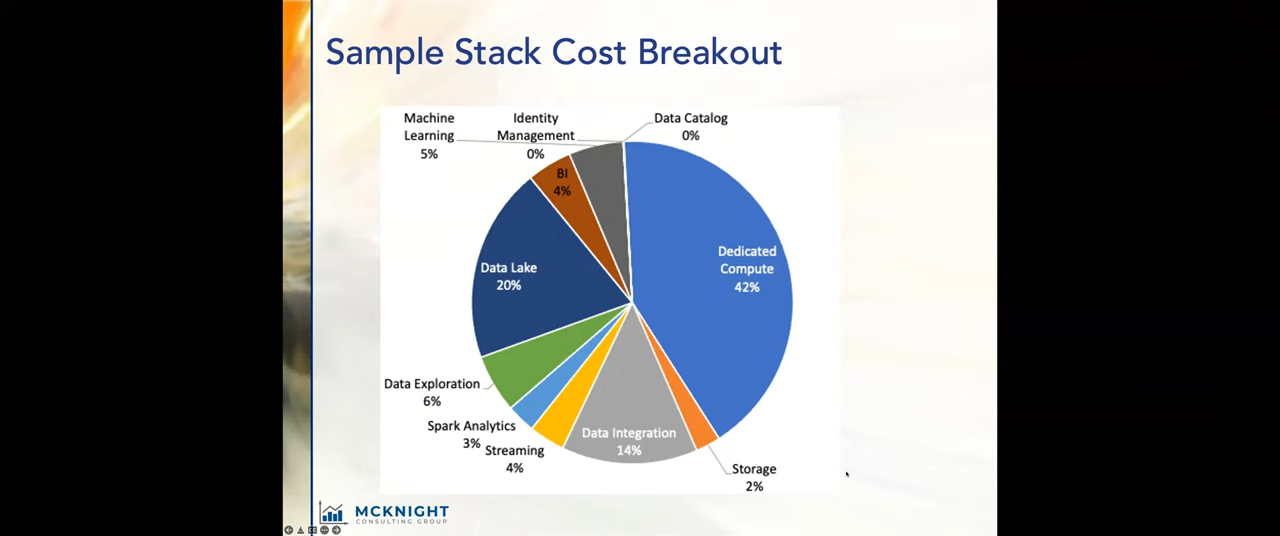 Sample Stack Cost Breakout
Machine
Learning
5%
Identity
Management
0%
Data Catalog
0%
BI
4%
Dedicated
Compute
42%
Data Lake
20%
Data Exploration
6%
Spark Analytics
3%
Streaming
4%
Data Integration
14%
Storage
2%
MCKNIGHT
CONSULTING GROUP